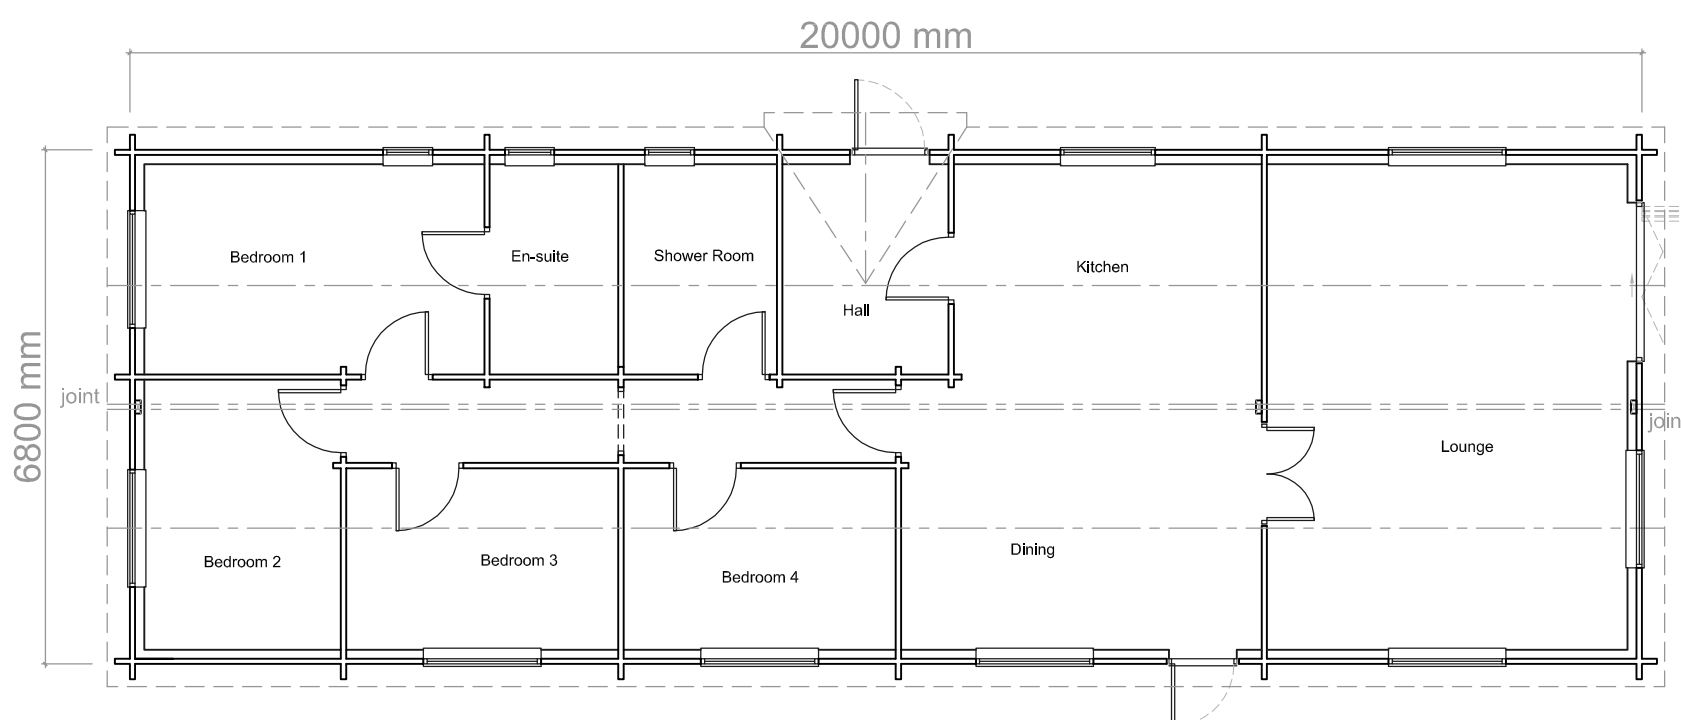 20000 mm
6800 mm
Bedroom 1
En-suite
Shower Room
Kitchen
Hall
joint
join
Lounge
Dining
Bedroom 2
Bedroom 3
Bedroom 4